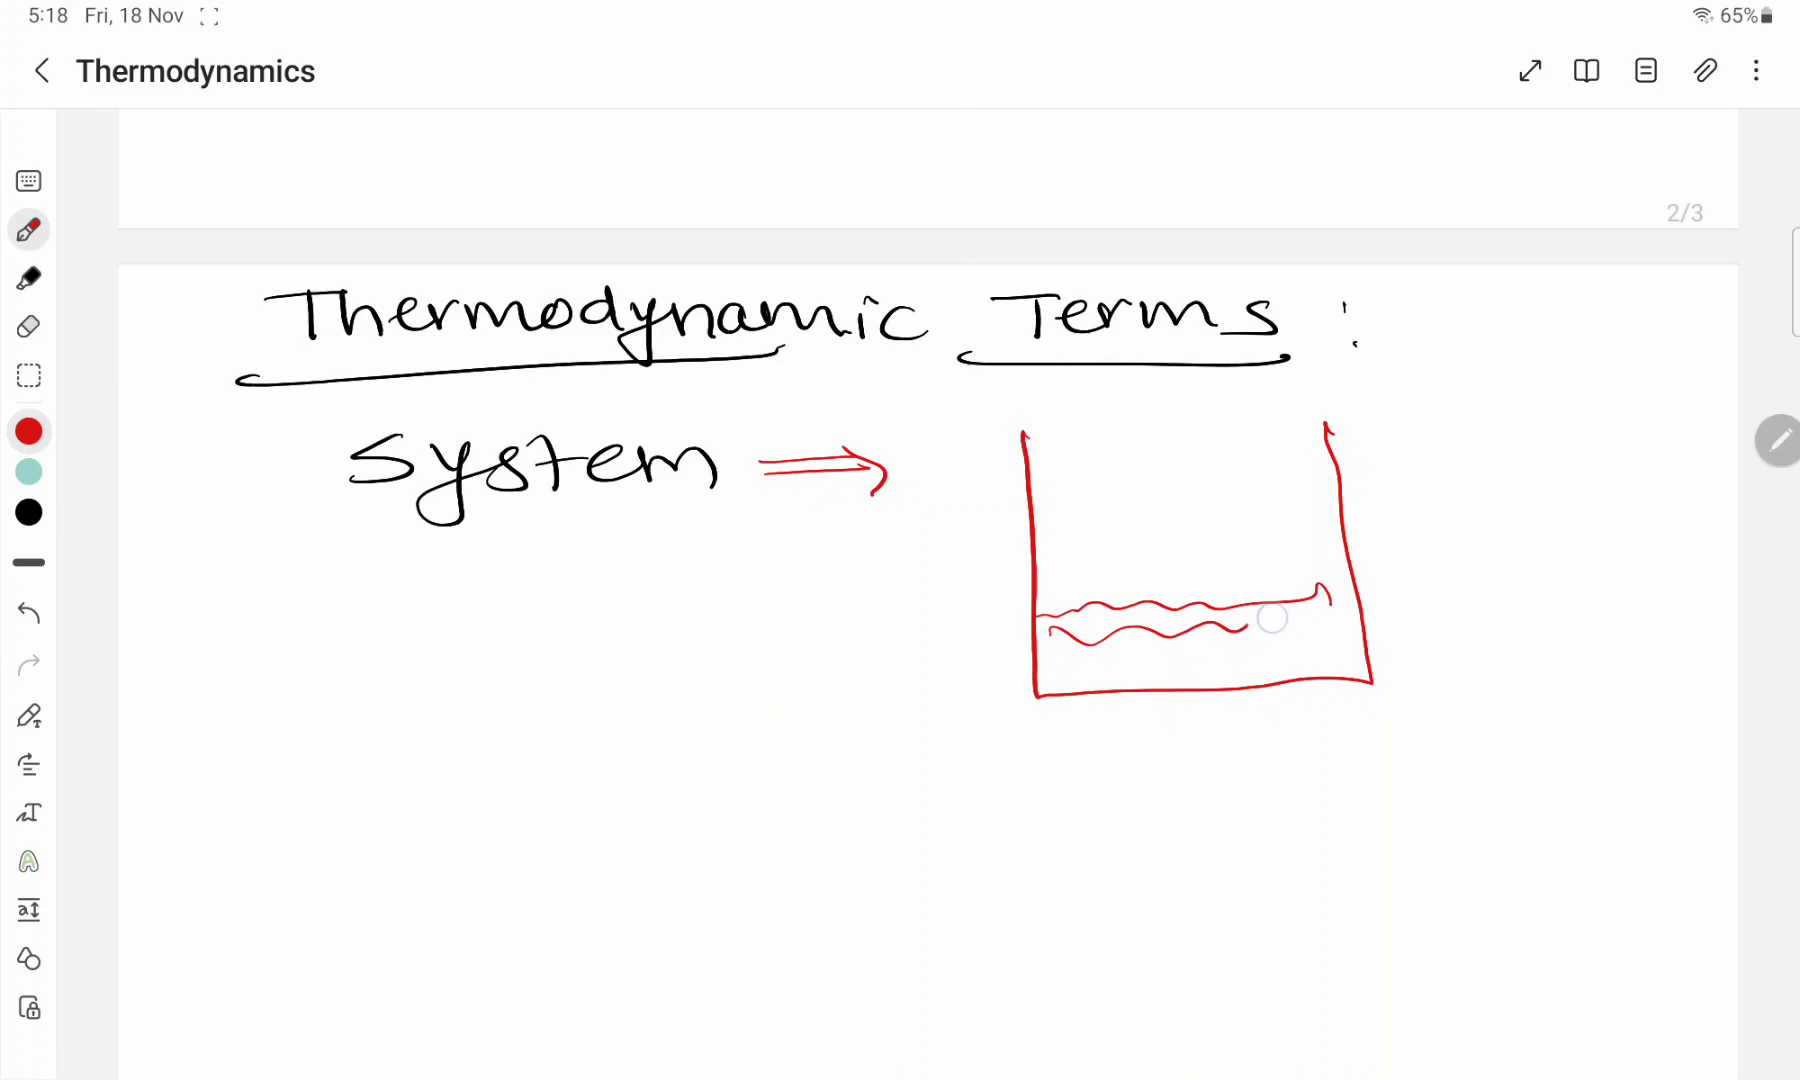 5:18 Fri, 18 Nov 65%
Thermodynamics
2/3
Thermodynamic Terms :
System ⇒